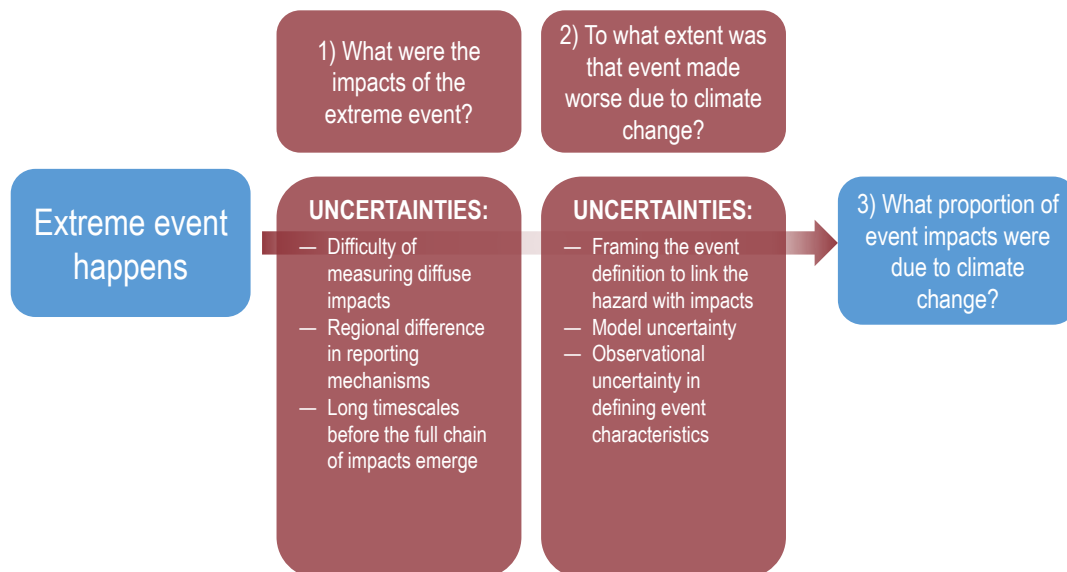 1) What were the
impacts of the
extreme event?
2) To what extent was
that event made
worse due to climate
change?
Extreme event
happens
UNCERTAINTIES:
— Difficulty of
measuring diffuse
impacts
— Regional difference
in reporting
mechanisms
— Long timescales
before the full chain
of impacts emerge
UNCERTAINTIES:
— Framing the event
definition to link the
hazard with impacts
— Model uncertainty
— Observational
uncertainty in
defining event
characteristics
3) What proportion of
event impacts were
due to climate
change?